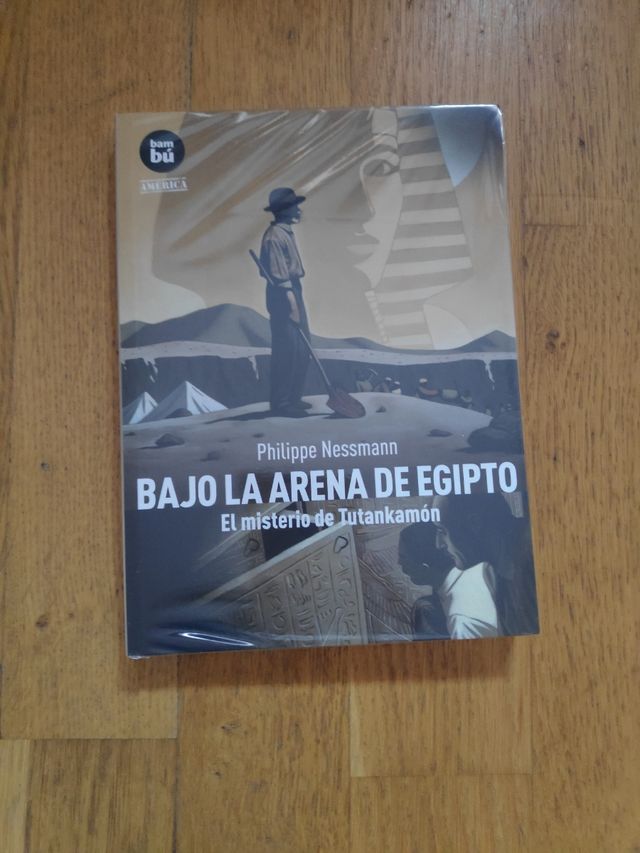 bam
bú
AMÉRICA
Philippe Nessmann
BAJO LA ARENA DE EGIPTO
El misterio de Tutankamón